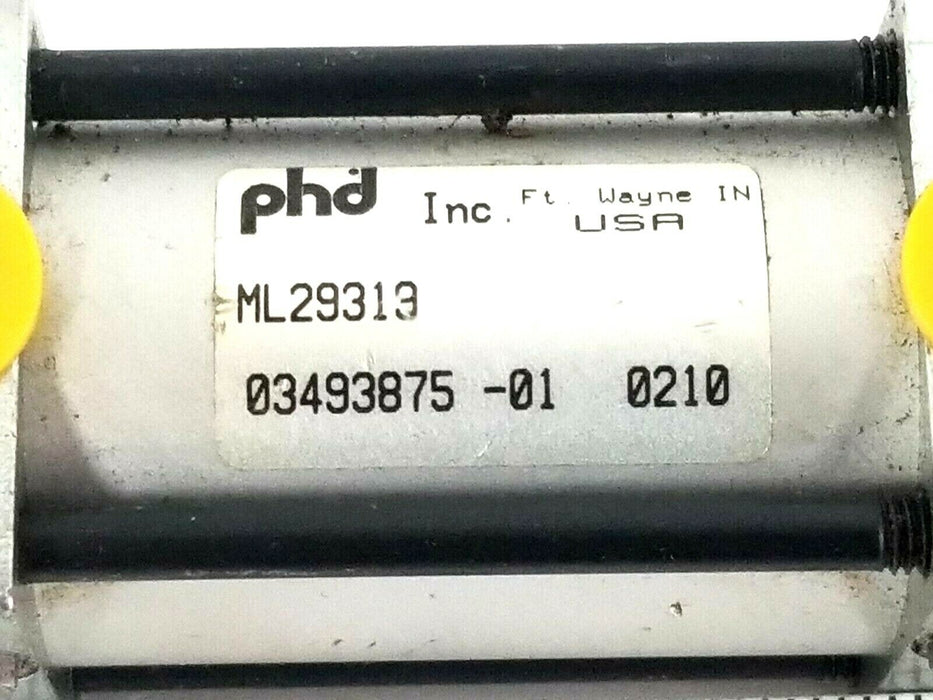 phd Inc. Ft. Wayne IN
USA
ML29313
03493875 -01 0210